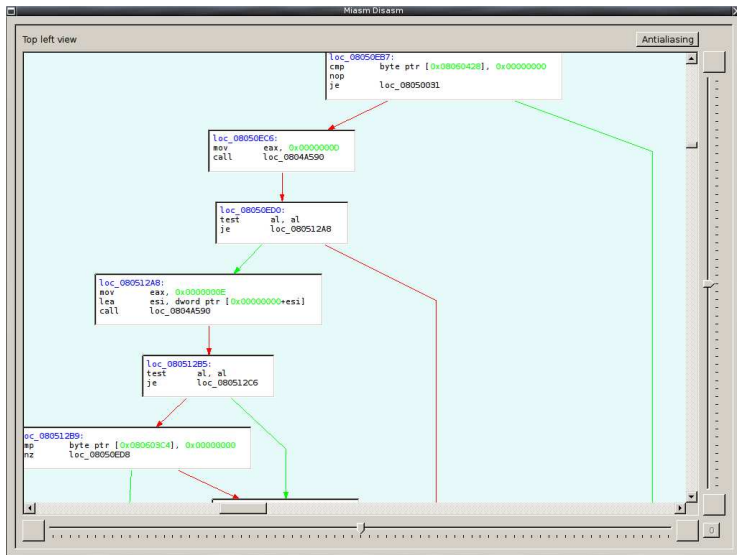 Miasm Disasm
Top left view
Antialiasing
loc_08050EB7:
cmp byte ptr [0x08060428], 0x00000000
nop
je loc_08050031
loc_08050EC6:
mov eax, 0x00000000
call loc_0804A590
loc_08050ED0:
test al, al
je loc_080512A8
loc_080512A8:
mov eax, 0x0000000E
lea esi, dword ptr [0x00000000+esi]
call loc_0804A590
loc_080512B5:
test al, al
je loc_080512C6
oc_080512B9:
mp byte ptr [0x080603C4], 0x00000000
nz loc_08050ED8
0